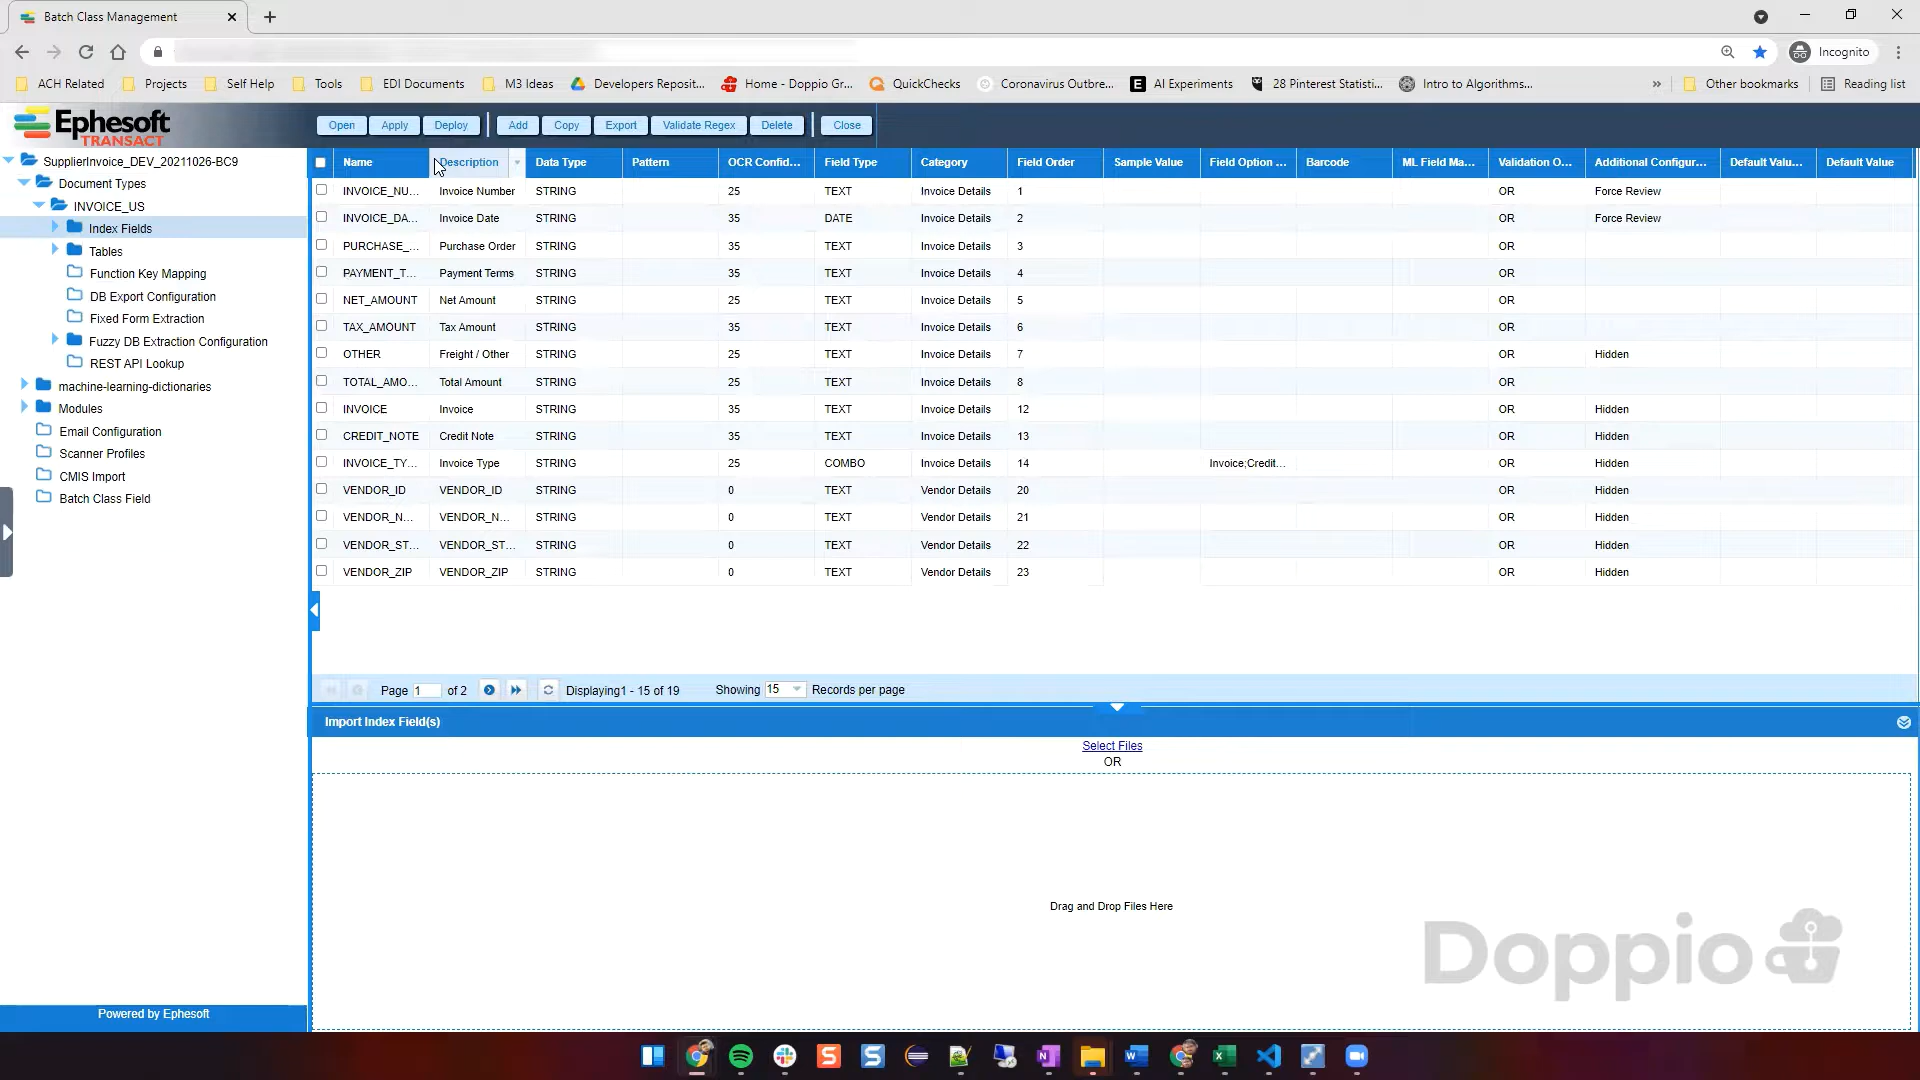 Batch Class Management
Incognito
ACH Related Projects Self Help Tools EDI Documents M3 Ideas Developers Reposit... Home - Doppio Gr... QuickChecks Coronavirus Outbre... AI Experiments 28 Pinterest Statisti... Intro to Algorithms... » Other bookmarks Reading list
Ephesoft
TRANSACT
Open Apply Deploy Add Copy Export Validate Regex Delete Close
SupplierInvoice_DEV_20211026-BC9
Document Types
INVOICE_US
Index Fields
Tables
Function Key Mapping
DB Export Configuration
Fixed Form Extraction
Fuzzy DB Extraction Configuration
REST API Lookup
machine-learning-dictionaries
Modules
Email Configuration
Scanner Profiles
CMIS Import
Batch Class Field
Powered by Ephesoft
Name Description Data Type Pattern OCR Confid... Field Type Category Field Order Sample Value Field Option ... Barcode ML Field Ma... Validation O... Additional Configur... Default Valu... Default Value
INVOICE_NU... Invoice Number STRING 25 TEXT Invoice Details 1 OR Force Review
INVOICE_DA... Invoice Date STRING 35 DATE Invoice Details 2 OR Force Review
PURCHASE_... Purchase Order STRING 35 TEXT Invoice Details 3 OR
PAYMENT_T... Payment Terms STRING 35 TEXT Invoice Details 4 OR
NET_AMOUNT Net Amount STRING 25 TEXT Invoice Details 5 OR
TAX_AMOUNT Tax Amount STRING 35 TEXT Invoice Details 6 OR
OTHER Freight / Other STRING 25 TEXT Invoice Details 7 OR Hidden
TOTAL_AMO... Total Amount STRING 25 TEXT Invoice Details 8 OR
INVOICE Invoice STRING 35 TEXT Invoice Details 12 OR Hidden
CREDIT_NOTE Credit Note STRING 35 TEXT Invoice Details 13 OR Hidden
INVOICE_TY... Invoice Type STRING 25 COMBO Invoice Details 14 Invoice;Credit... OR Hidden
VENDOR_ID VENDOR_ID STRING 0 TEXT Vendor Details 20 OR Hidden
VENDOR_N... VENDOR_N... STRING 0 TEXT Vendor Details 21 OR Hidden
VENDOR_ST... VENDOR_ST... STRING 0 TEXT Vendor Details 22 OR Hidden
VENDOR_ZIP VENDOR_ZIP STRING 0 TEXT Vendor Details 23 OR Hidden
Page 1 of 2 Displaying1 - 15 of 19 Showing 15 Records per page
Import Index Field(s)
Select Files
OR
Drag and Drop Files Here
Doppio